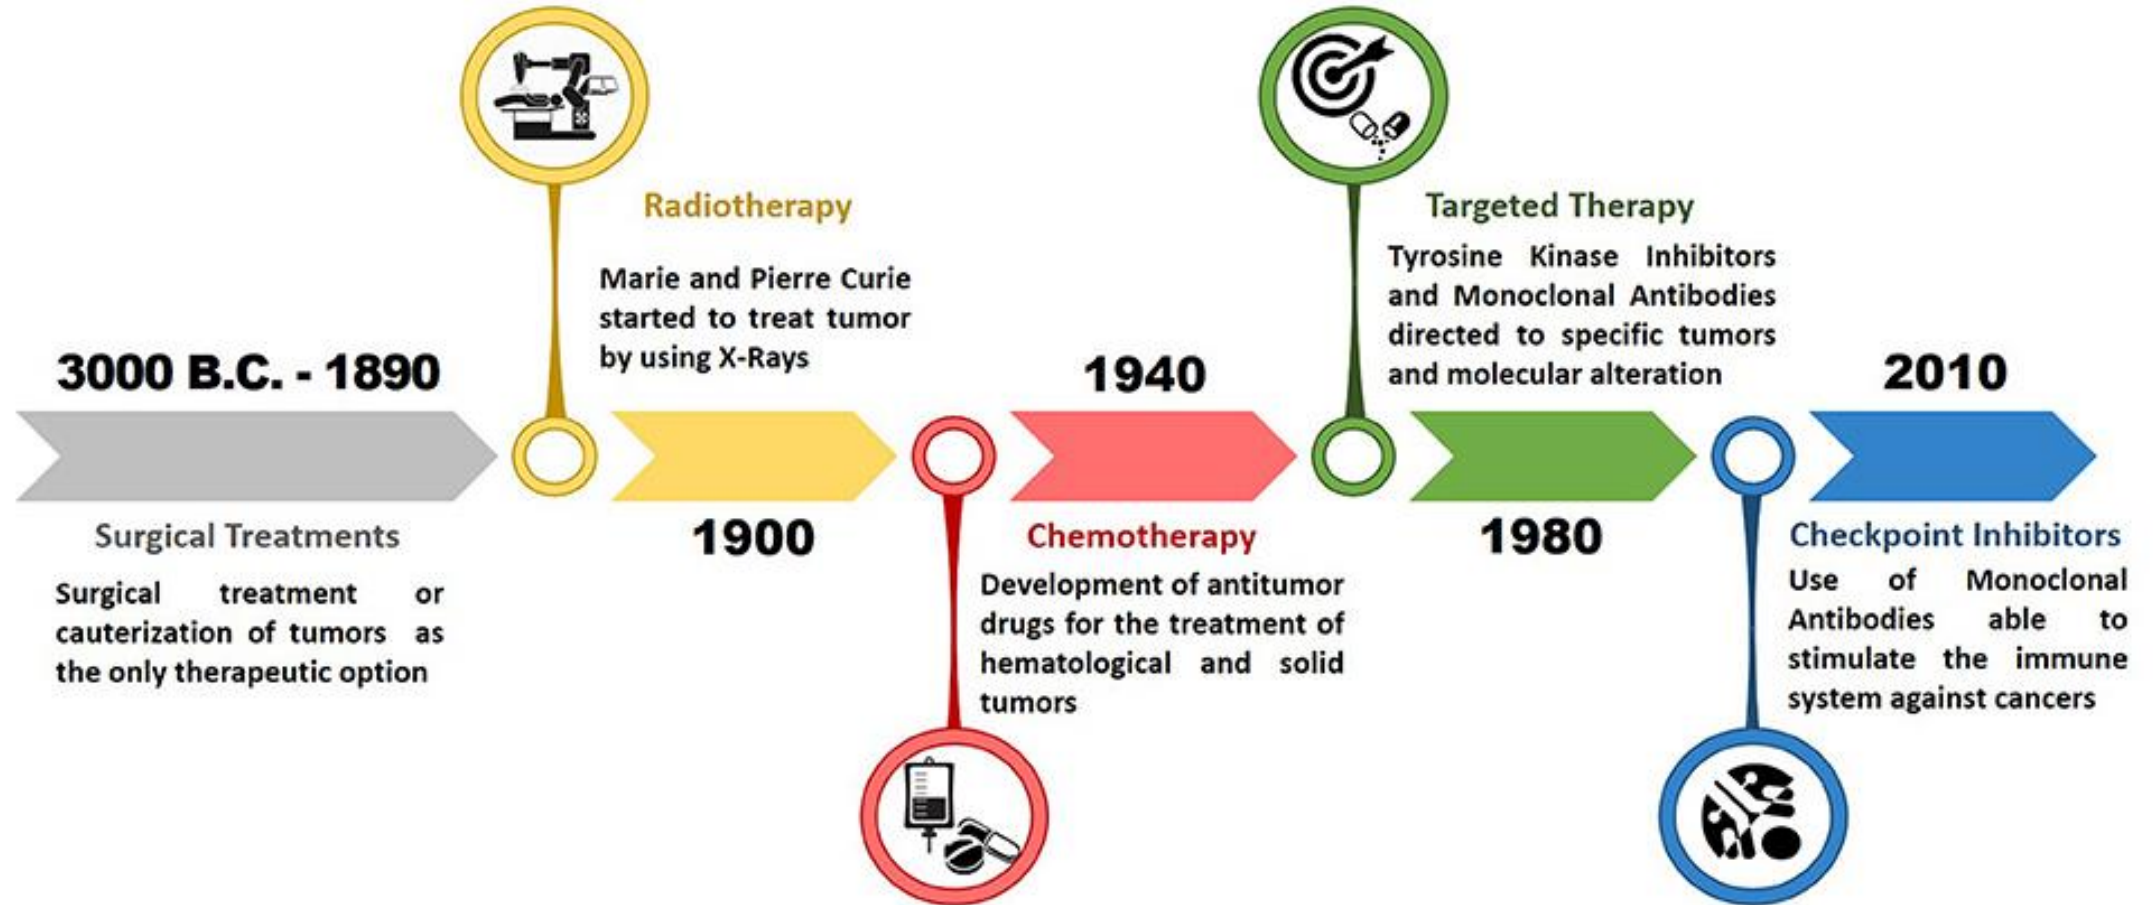 3000 B.C. - 1890
Surgical Treatments
Surgical treatment or
cauterization of tumors as
the only therapeutic option
Radiotherapy
Marie and Pierre Curie
started to treat tumor
by using X-Rays
1900
1940
Chemotherapy
Development of antitumor
drugs for the treatment of
hematological and solid
tumors
Targeted Therapy
Tyrosine Kinase Inhibitors
and Monoclonal Antibodies
directed to specific tumors
and molecular alteration
1980
2010
Checkpoint Inhibitors
Use of Monoclonal
Antibodies able to
stimulate the immune
system against cancers